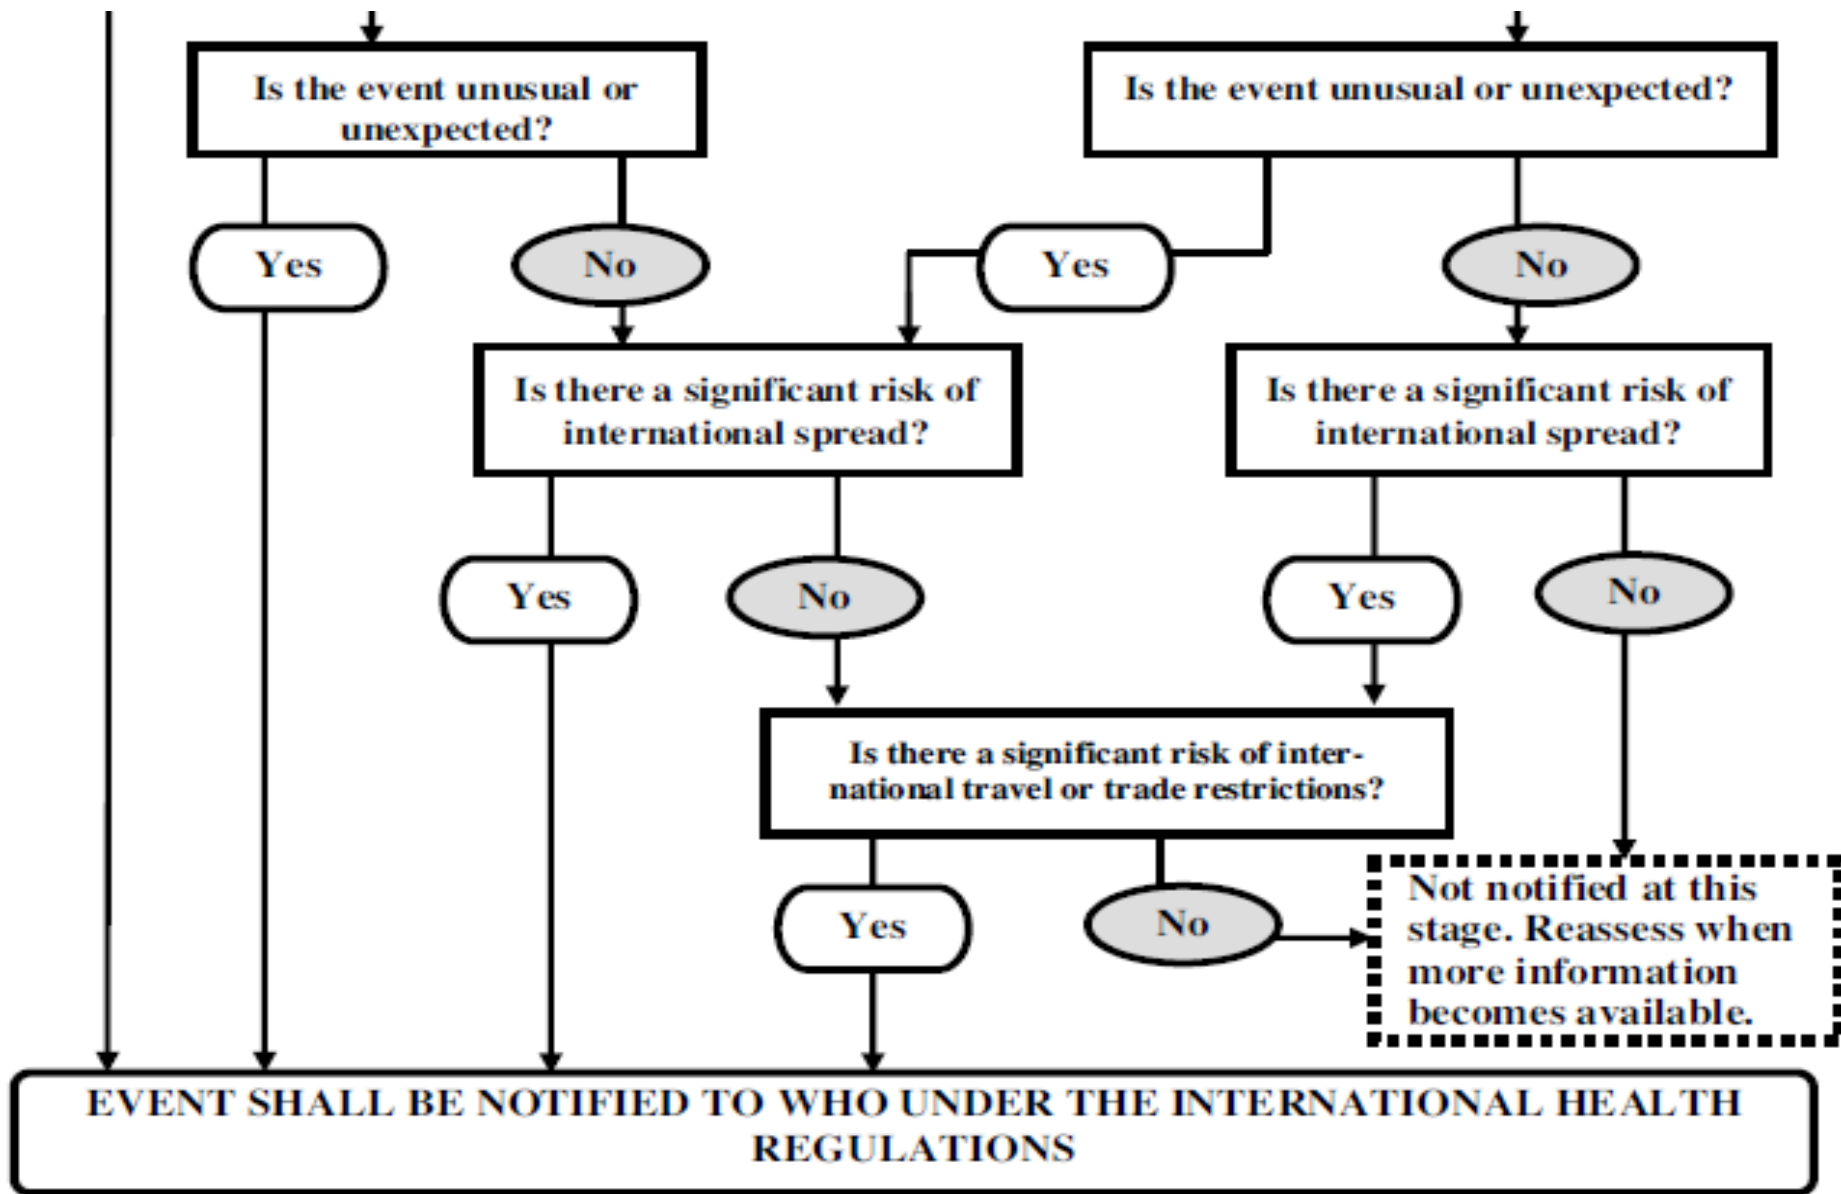 Is the event unusual or
unexpected?
Is the event unusual or unexpected?
Yes
No
Yes
No
Is there a significant risk of
international spread?
Is there a significant risk of
international spread?
Yes
No
Yes
No
Is there a significant risk of inter-
national travel or trade restrictions?
Yes
No
Not notified at this
stage. Reassess when
more information
becomes available.
EVENT SHALL BE NOTIFIED TO WHO UNDER THE INTERNATIONAL HEALTH
REGULATIONS